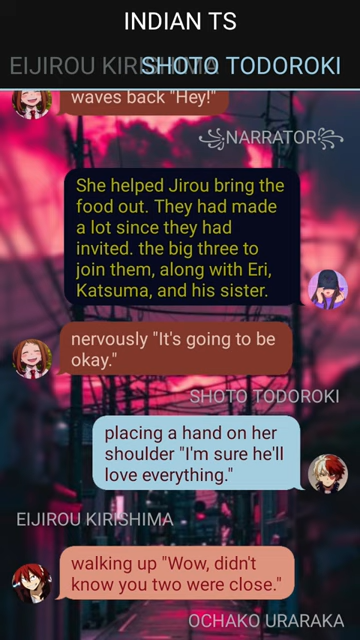 INDIAN TS
EIJIROU KIRISHIMA
SHOTO TODOROKI
waves back "Hey!"
꧁NARRATOR꧂
She helped Jirou bring the
food out. They had made
a lot since they had
invited. the big three to
join them, along with Eri,
Katsuma, and his sister.
nervously "It's going to be
okay."
SHOTO TODOROKI
placing a hand on her
shoulder "I'm sure he'll
love everything."
EIJIROU KIRISHIMA
walking up "Wow, didn't
know you two were close."
OCHAKO URARAKA